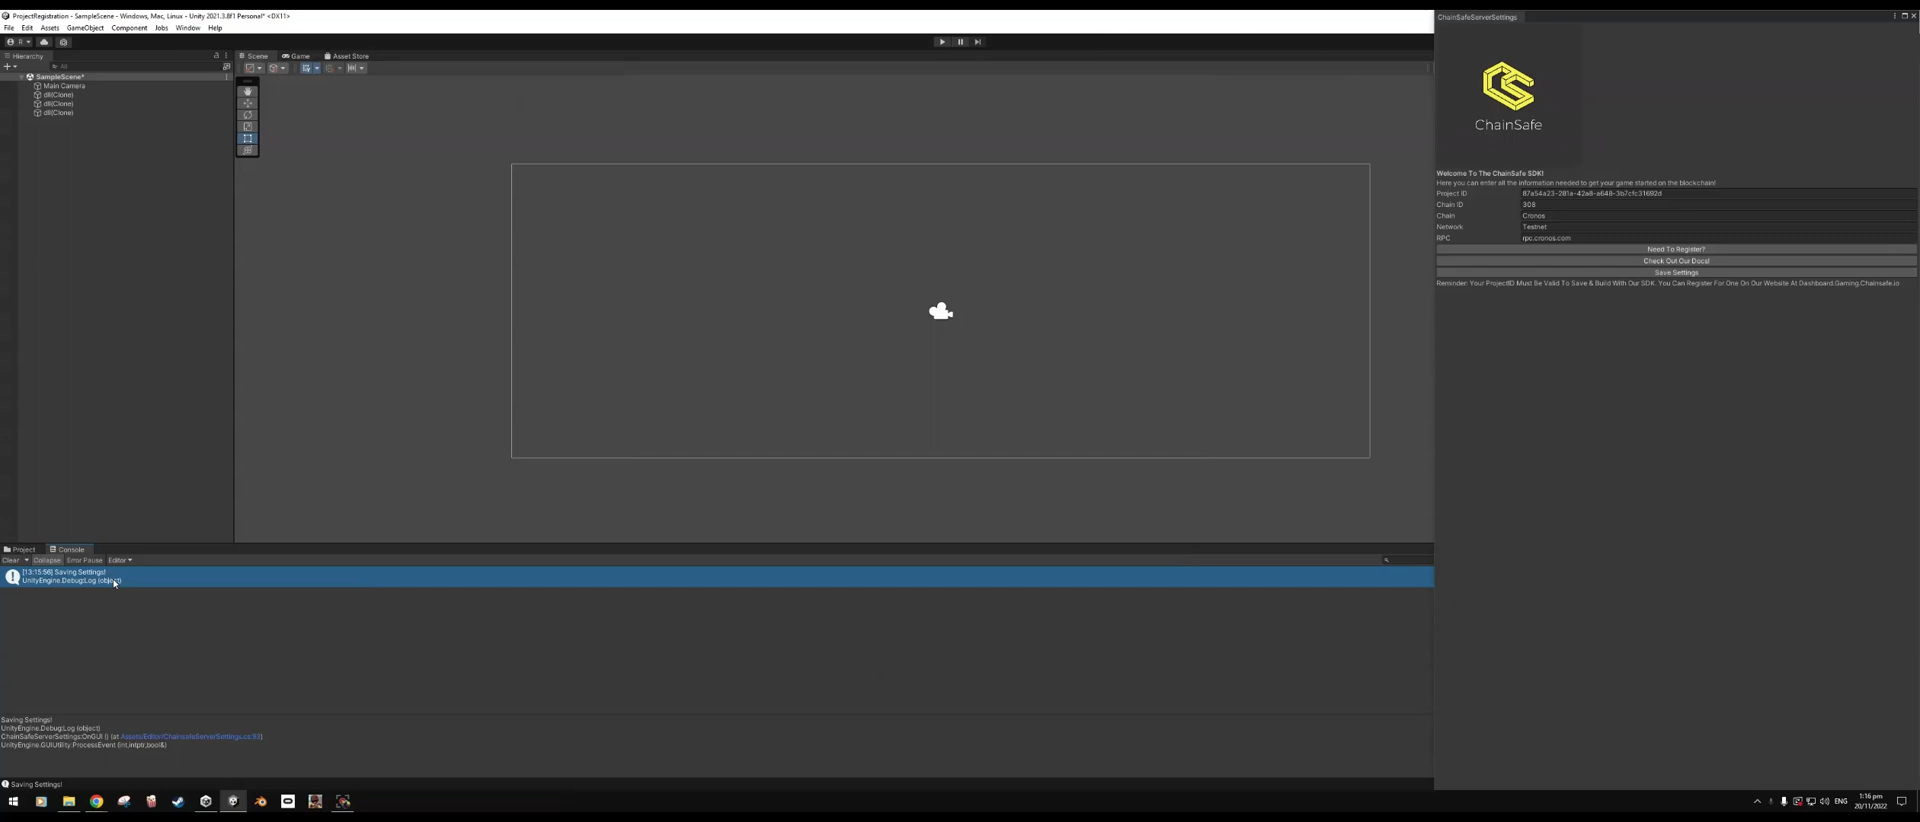 ProjectRegistration - SampleScene - Windows, Mac, Linux - Unity 2021.3.8f1 Personal* <DX11>
ChainSafeServerSettings
File Edit Assets GameObject Component Jobs Window Help
R
Hierarchy
Scene Game Asset Store
All
SampleScene*
Main Camera
dll(Clone)
dll(Clone)
dll(Clone)
ChainSafe
Welcome To The ChainSafe SDK!
Here you can enter all the information needed to get your game started on the blockchain!
Project ID 87a54a23-281a-42a8-a648-3b7cfc31692d
Chain ID 308
Chain Cronos
Network Testnet
RPC rpc.cronos.com
Need To Register?
Check Out Our Docs!
Save Settings
Reminder: Your ProjectID Must Be Valid To Save & Build With Our SDK. You Can Register For One On Our Website At Dashboard.Gaming.Chainsafe.io
Project Console
Clear Collapse Error Pause Editor
[13:15:56] Saving Settings!
UnityEngine.Debug:Log (object)
Saving Settings!
UnityEngine.Debug:Log (object)
ChainSafeServerSettings:OnGUI () (at Assets/Editor/ChainsafeServerSettings.cs:93)
UnityEngine.GUIUtility:ProcessEvent (int,intptr,bool&)
Saving Settings!
ENG
1:16 pm
20/11/2022